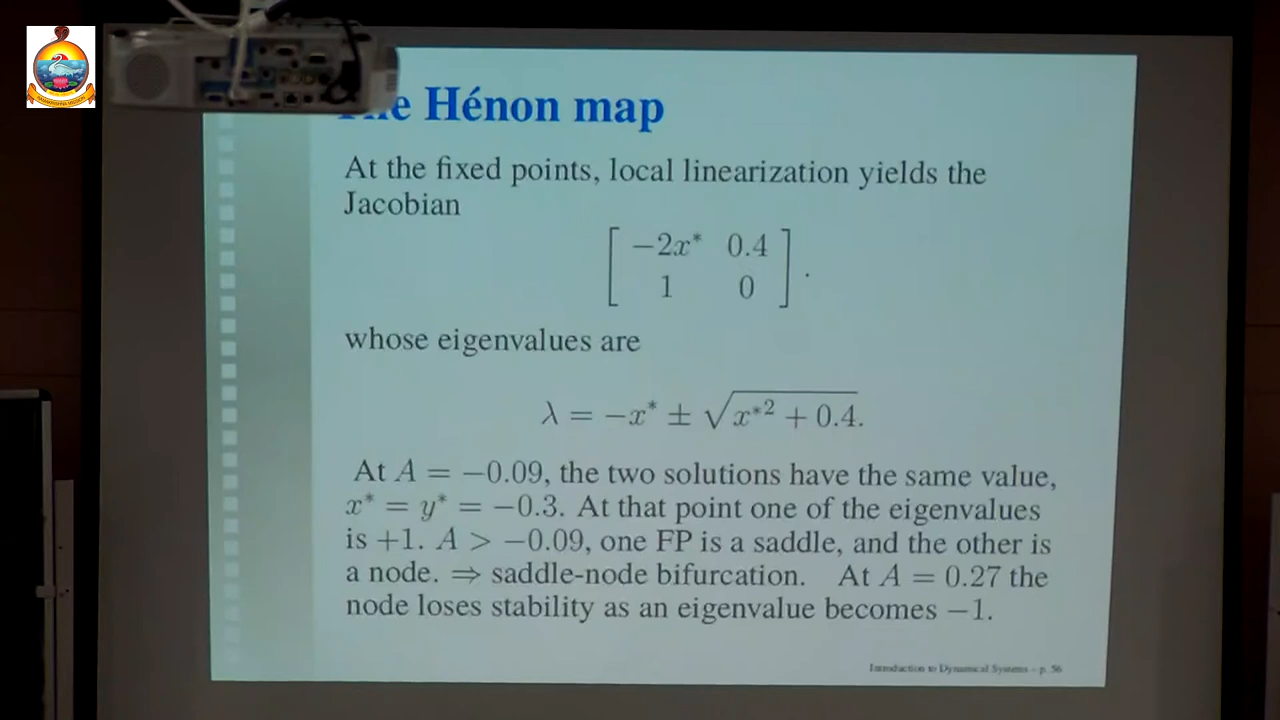 e Hénon map
At the fixed points, local linearization yields the
Jacobian
−2x* 0.4
1 0
.
whose eigenvalues are
λ = −x* ± √(x*² + 0.4).
At A = −0.09, the two solutions have the same value,
x* = y* = −0.3. At that point one of the eigenvalues
is +1. A > −0.09, one FP is a saddle, and the other is
a node. ⇒ saddle-node bifurcation. At A = 0.27 the
node loses stability as an eigenvalue becomes −1.
Introduction to Dynamical Systems – p. 56